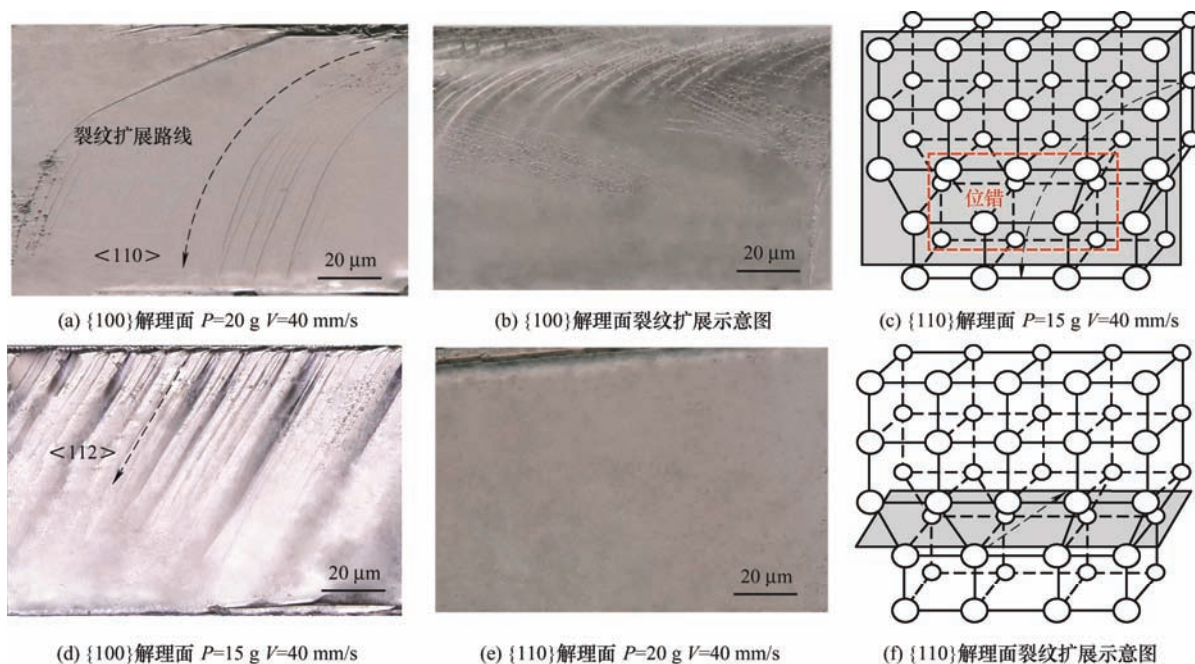 裂纹扩展路线
<110>
20 μm
20 μm
位错
(a) {100}解理面 P=20 g V=40 mm/s
(b) {100}解理面裂纹扩展示意图
(c) {110}解理面 P=15 g V=40 mm/s
<112>
20 μm
20 μm
(d) {100}解理面 P=15 g V=40 mm/s
(e) {110}解理面 P=20 g V=40 mm/s
(f) {110}解理面裂纹扩展示意图